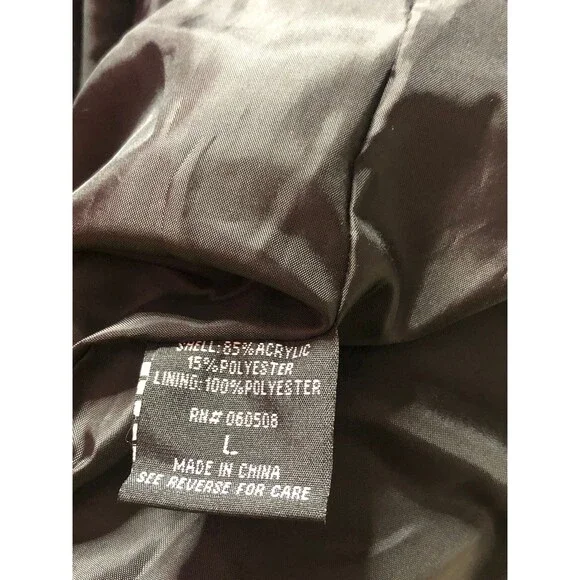 SHELL: 85% ACRYLIC
15% POLYESTER
LINING: 100% POLYESTER
RN# 060508
L
MADE IN CHINA
SEE REVERSE FOR CARE